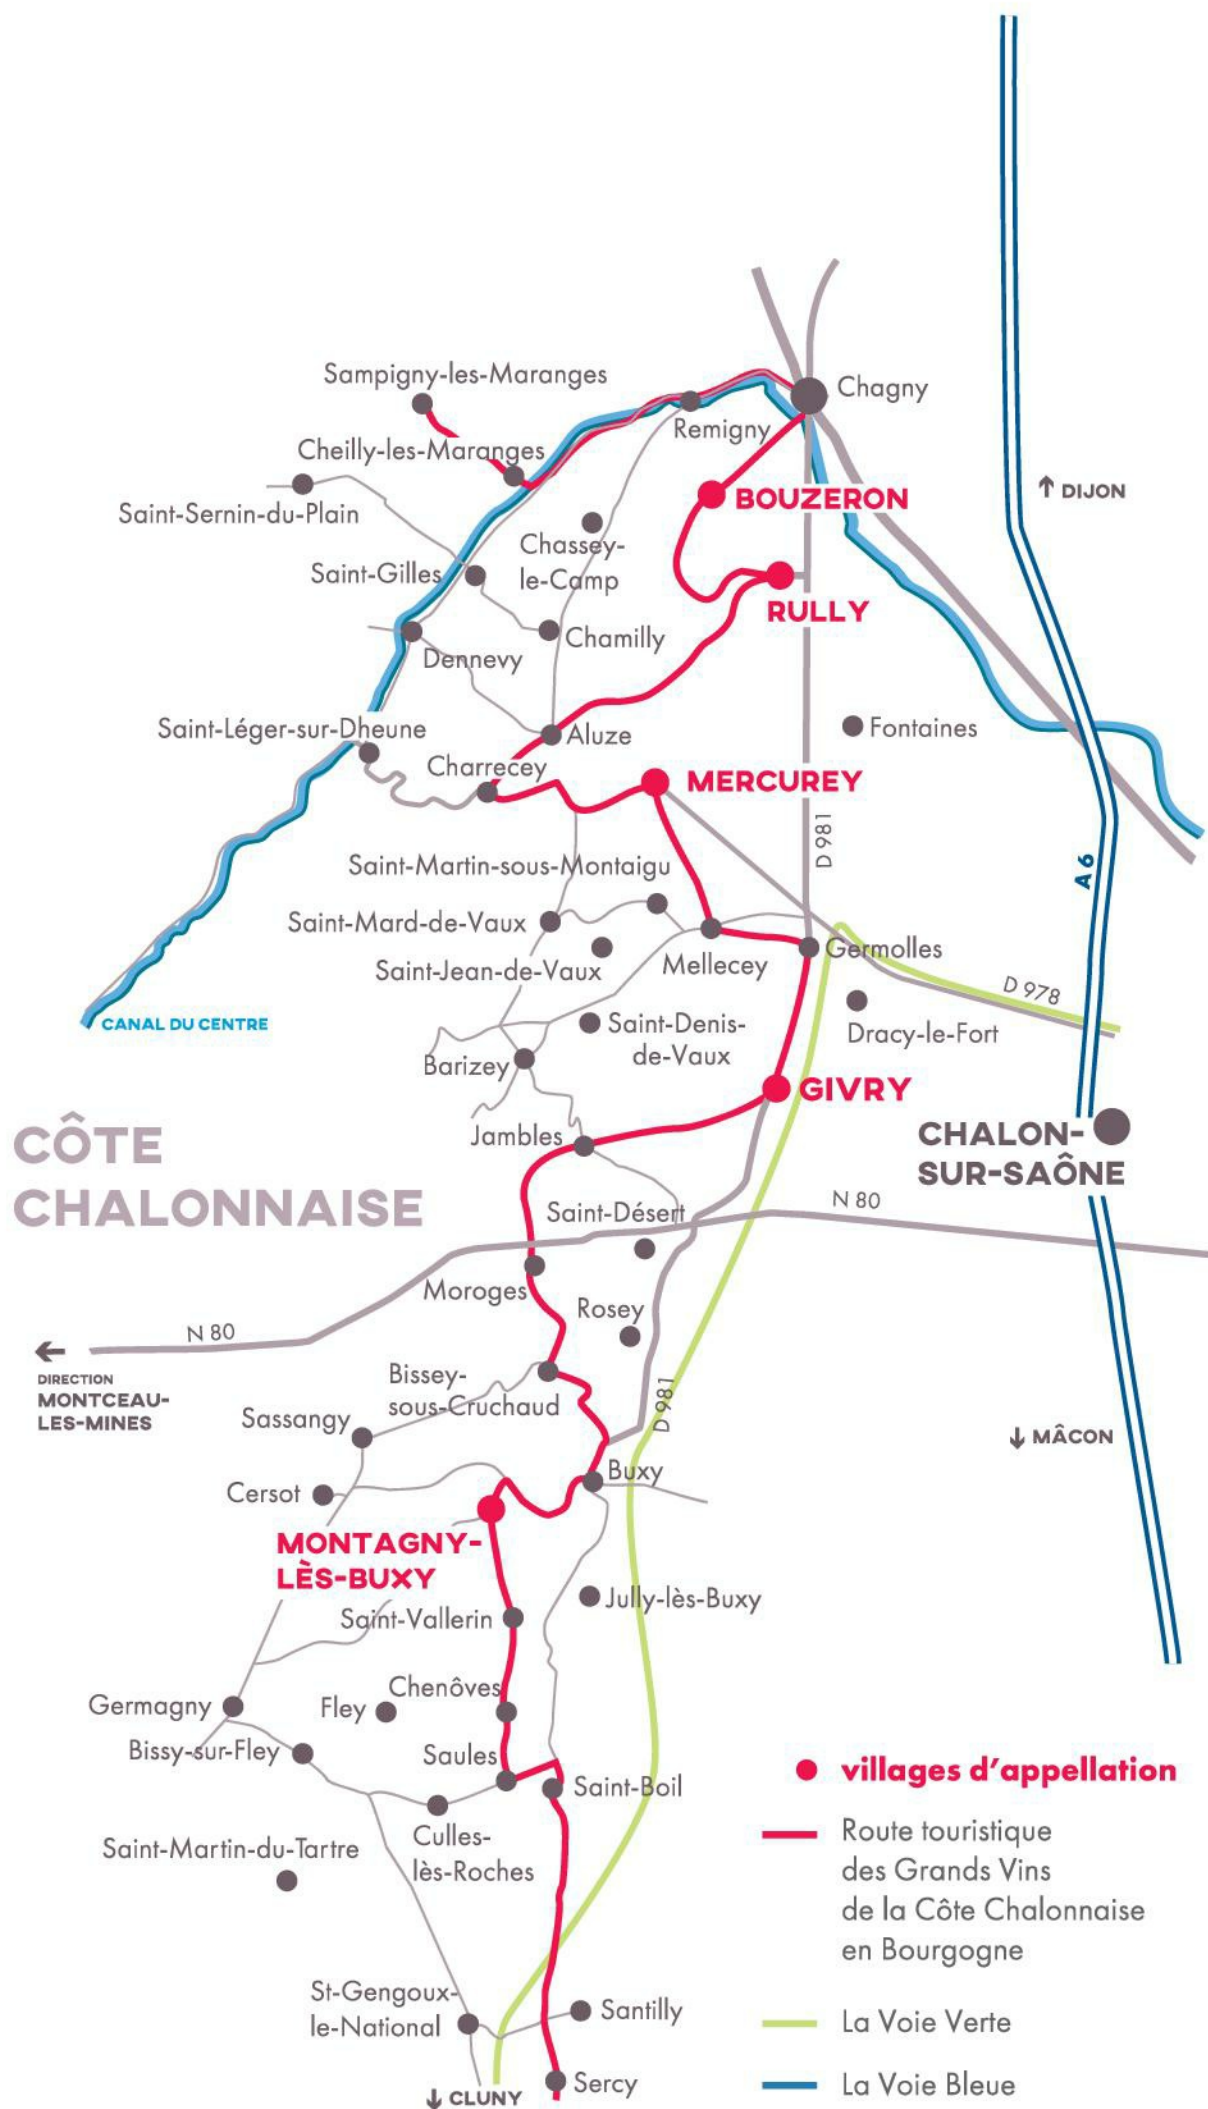 Sampigny-les-Maranges
Chagny
Remigny
Cheilly-les-Maranges
BOUZERON
↑ DIJON
Saint-Sernin-du-Plain
Chassey-
le-Camp
Saint-Gilles
RULLY
Chamilly
Dennevy
Saint-Léger-sur-Dheune
Fontaines
Aluze
Charrecey
MERCUREY
D 981
A 6
Saint-Martin-sous-Montaigu
Saint-Mard-de-Vaux
Germolles
Saint-Jean-de-Vaux
Mellecey
D 978
CANAL DU CENTRE
Saint-Denis-
de-Vaux
Dracy-le-Fort
Barizey
GIVRY
CÔTE
CHALONNAISE
Jambles
CHALON-
SUR-SAÔNE
N 80
Saint-Désert
Moroges
Rosey
N 80
←
DIRECTION
MONTCEAU-
LES-MINES
Bissey-
sous-Cruchaud
D 981
Sassangy
↓ MÂCON
Buxy
Cersot
MONTAGNY-
LÈS-BUXY
Jully-lès-Buxy
Saint-Vallerin
Chenôves
Germagny
Fley
Bissy-sur-Fley
Saules
Saint-Boil
Culles-
lès-Roches
Saint-Martin-du-Tartre
St-Gengoux-
le-National
Santilly
Sercy
↓ CLUNY
villages d’appellation
Route touristique
des Grands Vins
de la Côte Chalonnaise
en Bourgogne
La Voie Verte
La Voie Bleue